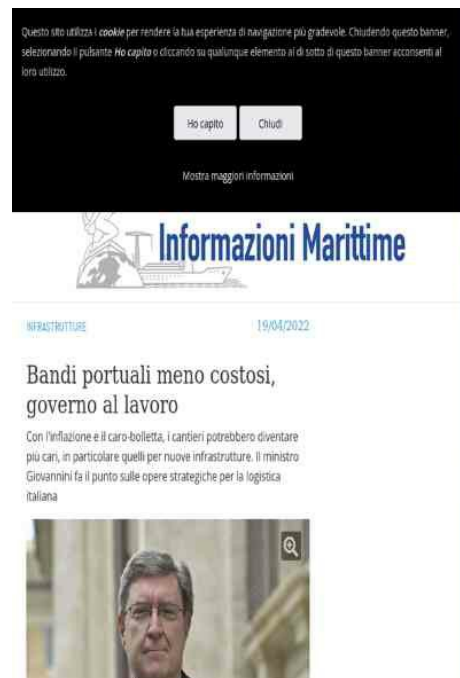 Questo sito utilizza i cookie per rendere la tua esperienza di navigazione più gradevole. Chiudendo questo banner,
selezionando il pulsante Ho capito o cliccando su qualunque elemento al di sotto di questo banner acconsenti al
loro utilizzo.
Ho capito
Chiudi
Mostra maggiori informazioni
Informazioni Marittime
INFRASTRUTTURE
19/04/2022
Bandi portuali meno costosi,
governo al lavoro
Con l'inflazione e il caro-bolletta, i cantieri potrebbero diventare
più cari, in particolare quelli per nuove infrastrutture. Il ministro
Giovannini fa il punto sulle opere strategiche per la logistica
italiana